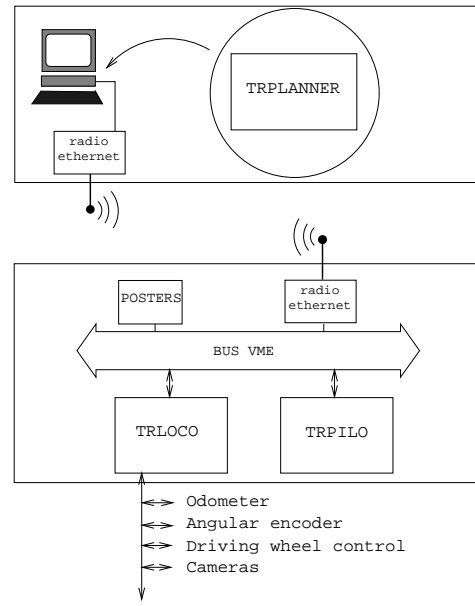 TRPLANNER
radio
ethernet
POSTERS
radio
ethernet
BUS VME
TRLOCO
TRPILO
Odometer
Angular encoder
Driving wheel control
Cameras